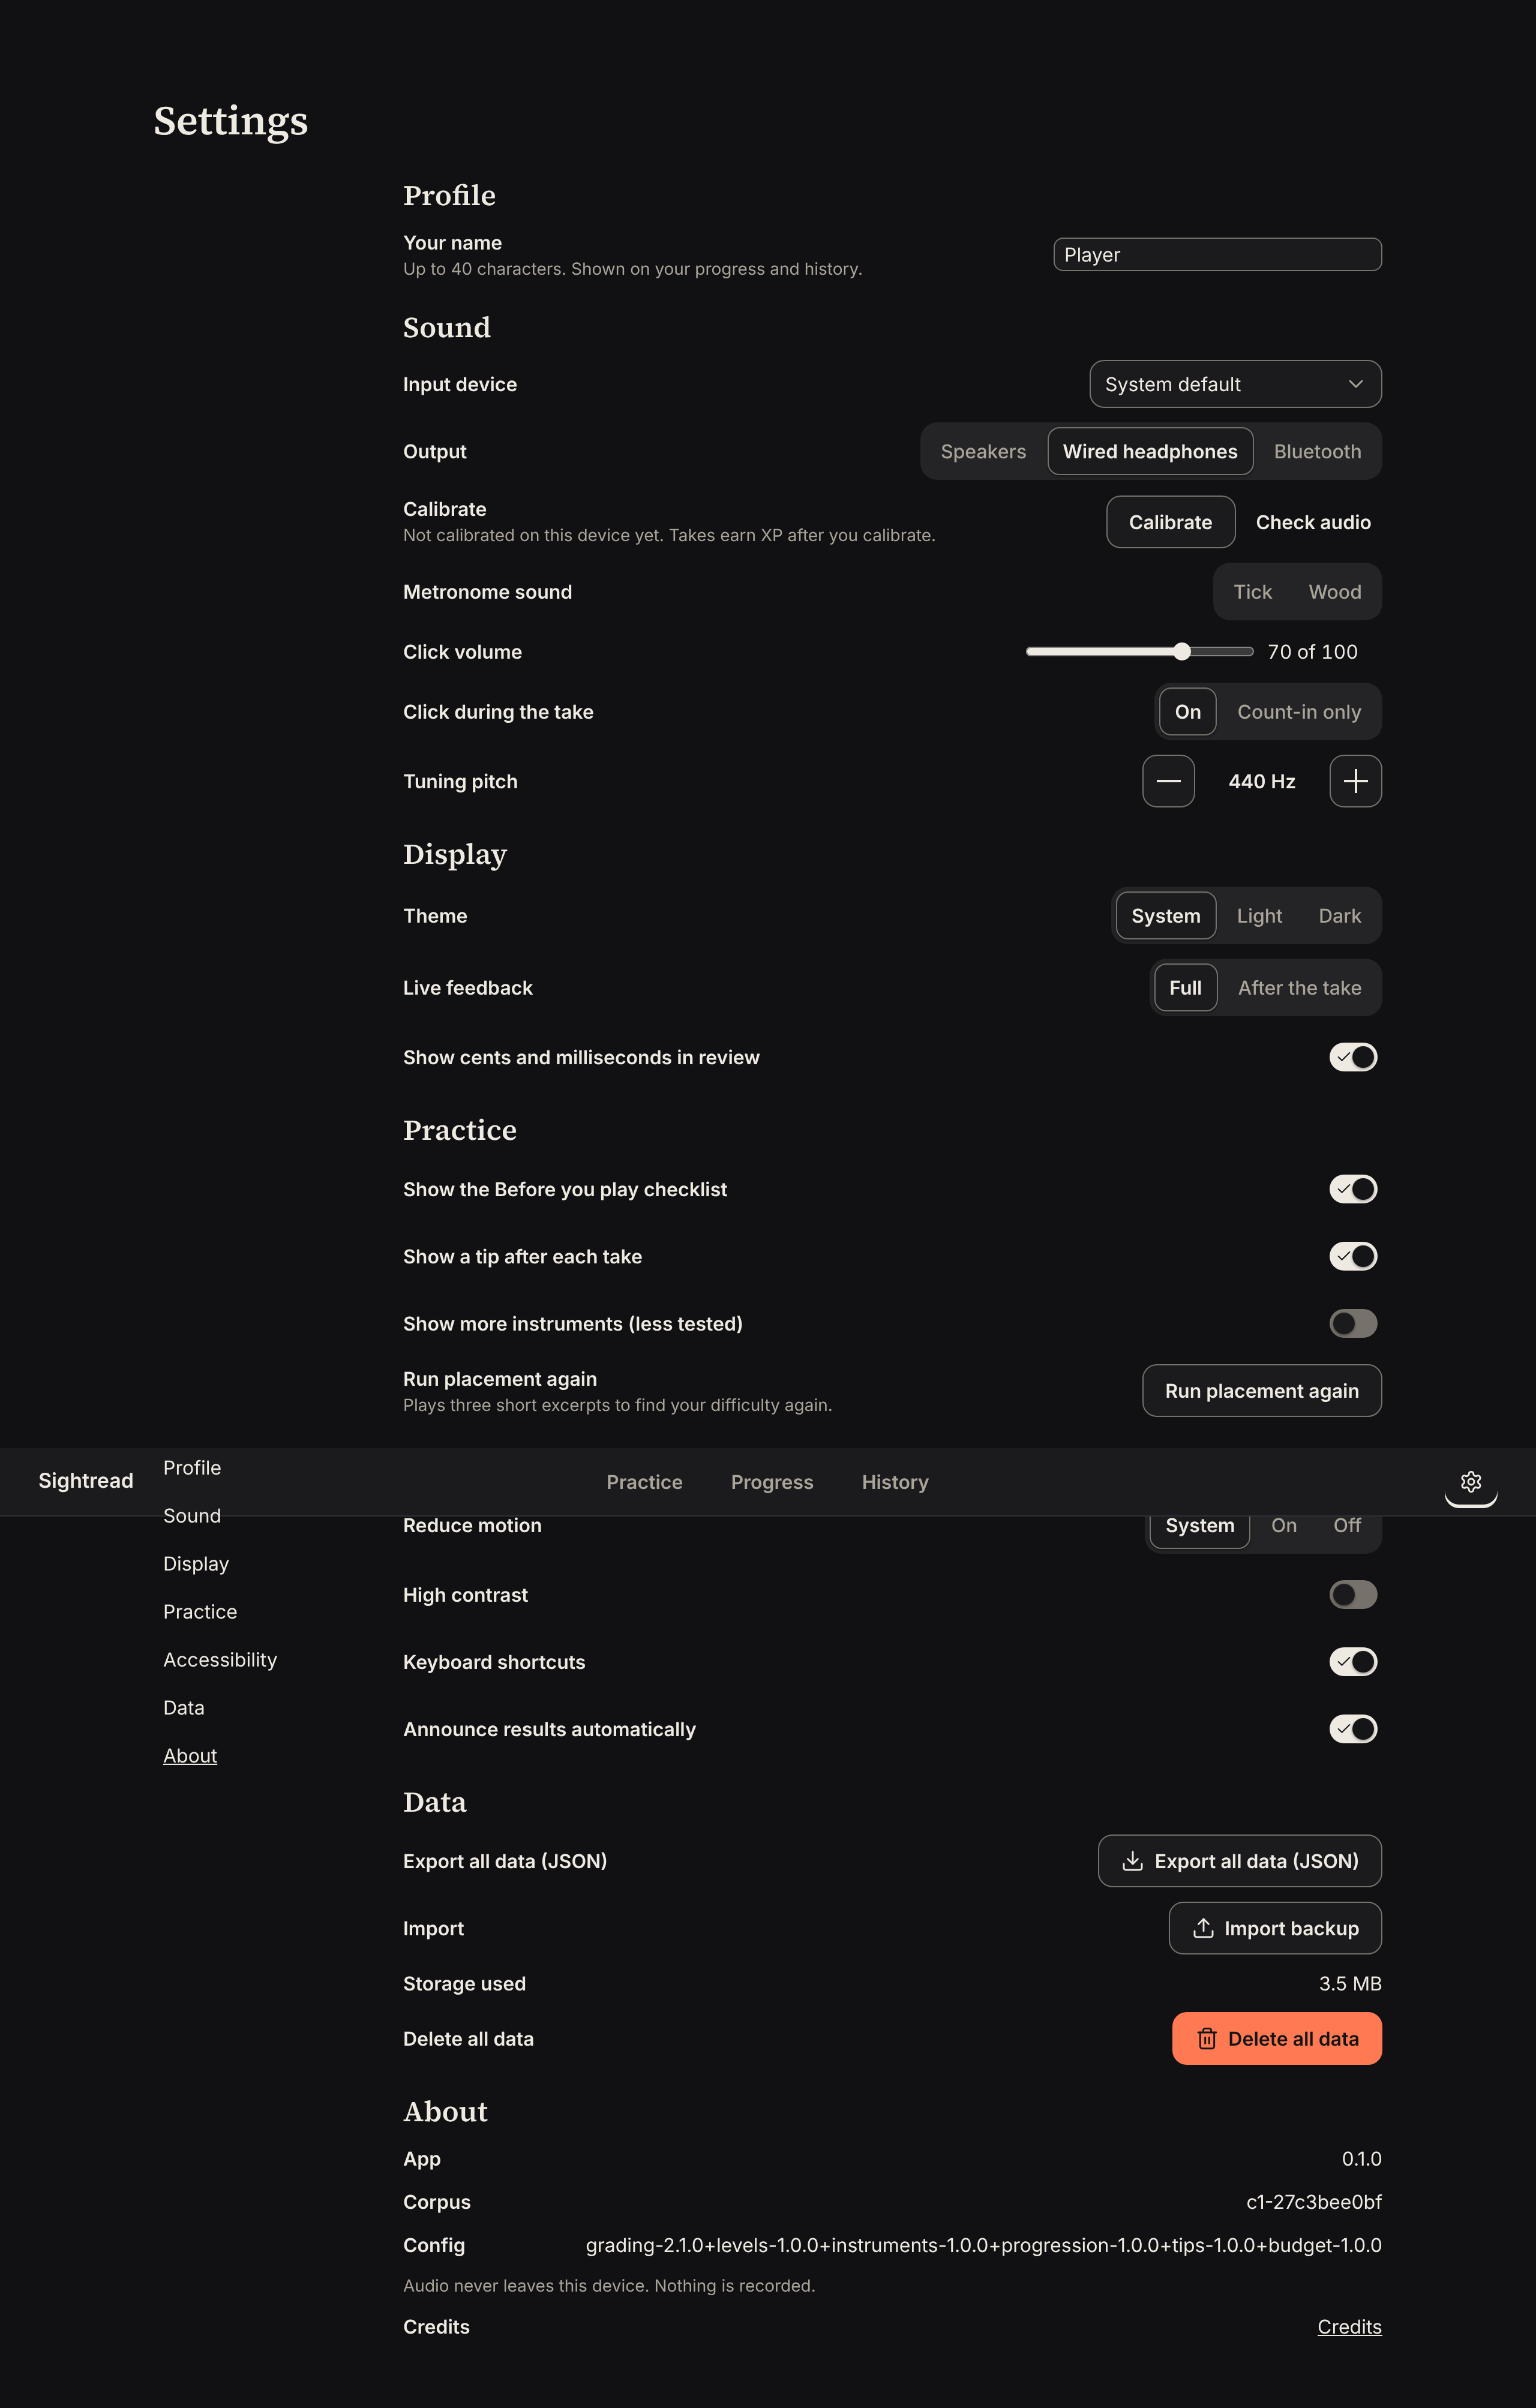 Settings
Profile
Your name
Up to 40 characters. Shown on your progress and history.
Player
Sound
Input device
System default
Output
Speakers Wired headphones Bluetooth
Calibrate
Not calibrated on this device yet. Takes earn XP after you calibrate.
Calibrate Check audio
Metronome sound
Tick Wood
Click volume
70 of 100
Click during the take
On Count-in only
Tuning pitch
440 Hz
Display
Theme
System Light Dark
Live feedback
Full After the take
Show cents and milliseconds in review
Practice
Show the Before you play checklist
Show a tip after each take
Show more instruments (less tested)
Run placement again
Plays three short excerpts to find your difficulty again.
Run placement again
Sightread
Practice Progress History
Profile
Sound
Display
Practice
Accessibility
Data
About
Reduce motion
System On Off
High contrast
Keyboard shortcuts
Announce results automatically
Data
Export all data (JSON)
Export all data (JSON)
Import
Import backup
Storage used
3.5 MB
Delete all data
Delete all data
About
App
0.1.0
Corpus
c1-27c3bee0bf
Config
grading-2.1.0+levels-1.0.0+instruments-1.0.0+progression-1.0.0+tips-1.0.0+budget-1.0.0
Audio never leaves this device. Nothing is recorded.
Credits
Credits